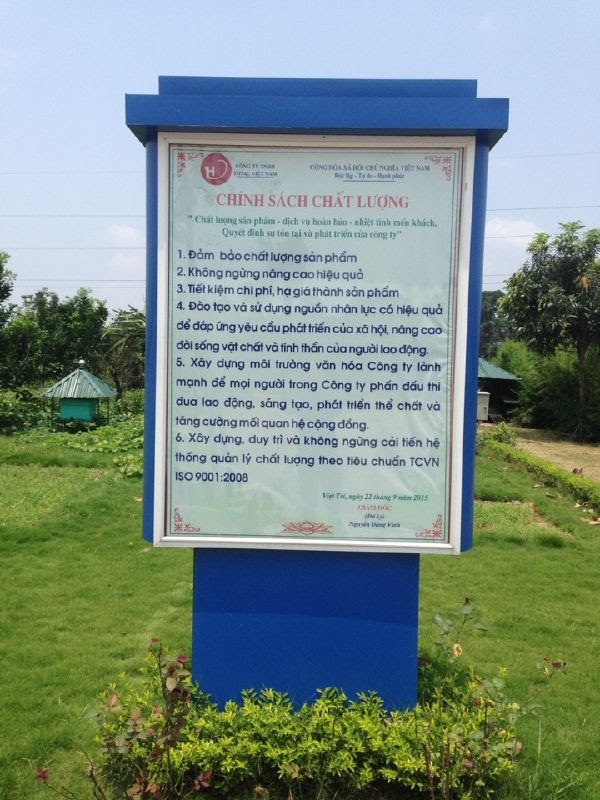 H
CÔNG TY TNHH
VIỆT NAM
CỘNG HÒA XÃ HỘI CHỦ NGHĨA VIỆT NAM
Độc lập - Tự do - Hạnh phúc
CHÍNH SÁCH CHẤT LƯỢNG
" Chất lượng sản phẩm - dịch vụ hoàn hảo - nhiệt tình mến khách.
Quyết định sự tồn tại và phát triển của công ty"
1. Đảm bảo chất lượng sản phẩm
2. Không ngừng nâng cao hiệu quả
3. Tiết kiệm chi phí, hạ giá thành sản phẩm
4. Đào tạo và sử dụng nguồn nhân lực có hiệu quả
để đáp ứng yêu cầu phát triển của xã hội, nâng cao
đời sống vật chất và tinh thần của người lao động.
5. Xây dựng môi trường văn hóa Công ty lành
mạnh để mọi người trong Công ty phấn đấu thi
đua lao động, sáng tạo, phát triển thể chất và
tăng cường mối quan hệ cộng đồng.
6. Xây dựng, duy trì và không ngừng cải tiến hệ
thống quản lý chất lượng theo tiêu chuẩn TCVN
ISO 9001:2008
Việt Trì, ngày 22 tháng 9 năm 2015
GIÁM ĐỐC
(Đã ký)
Nguyễn Vinh